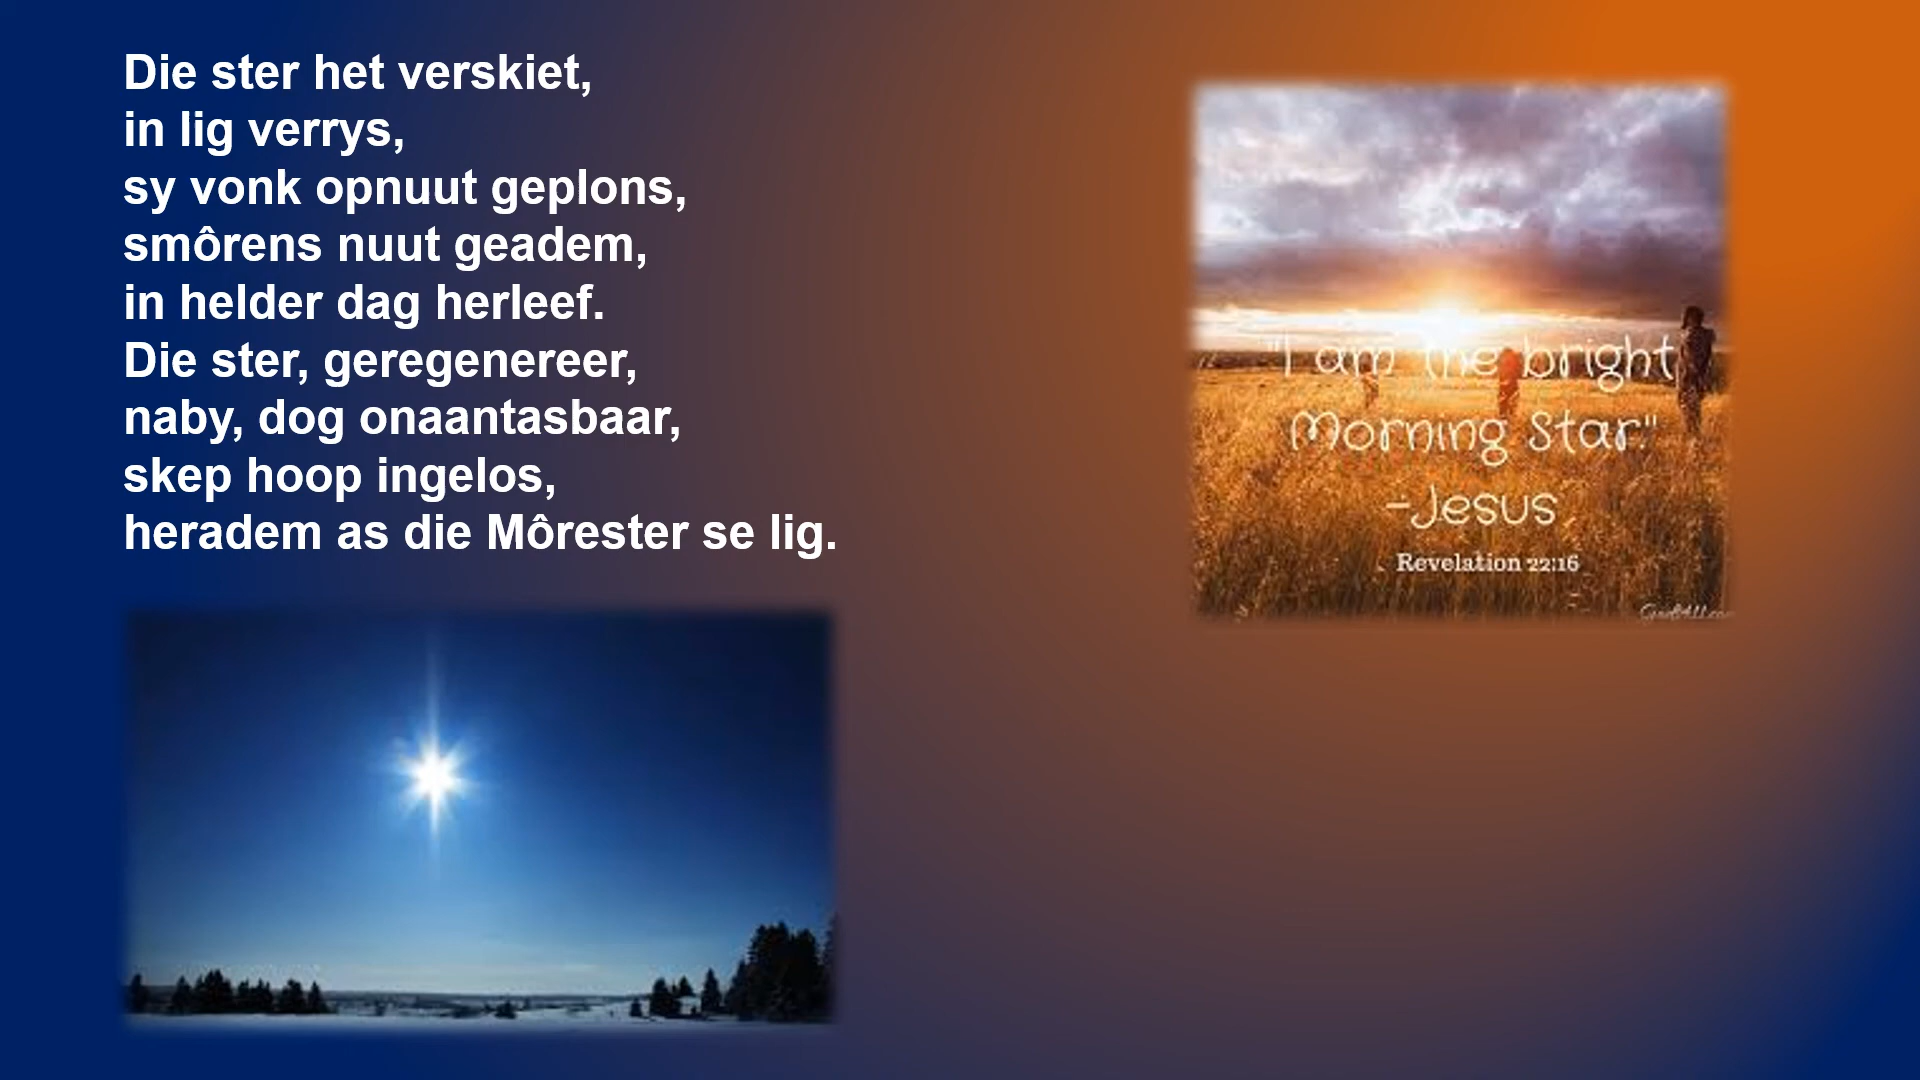 Die ster het verskiet,
in lig verrys,
sy vonk opnuut geplons,
smôrens nuut geadem,
in helder dag herleef.
Die ster, geregenereer,
naby, dog onaantasbaar,
skep hoop ingelos,
heradem as die Môrester se lig.
"I am the bright
Morning Star."
-Jesus
Revelation 22:16